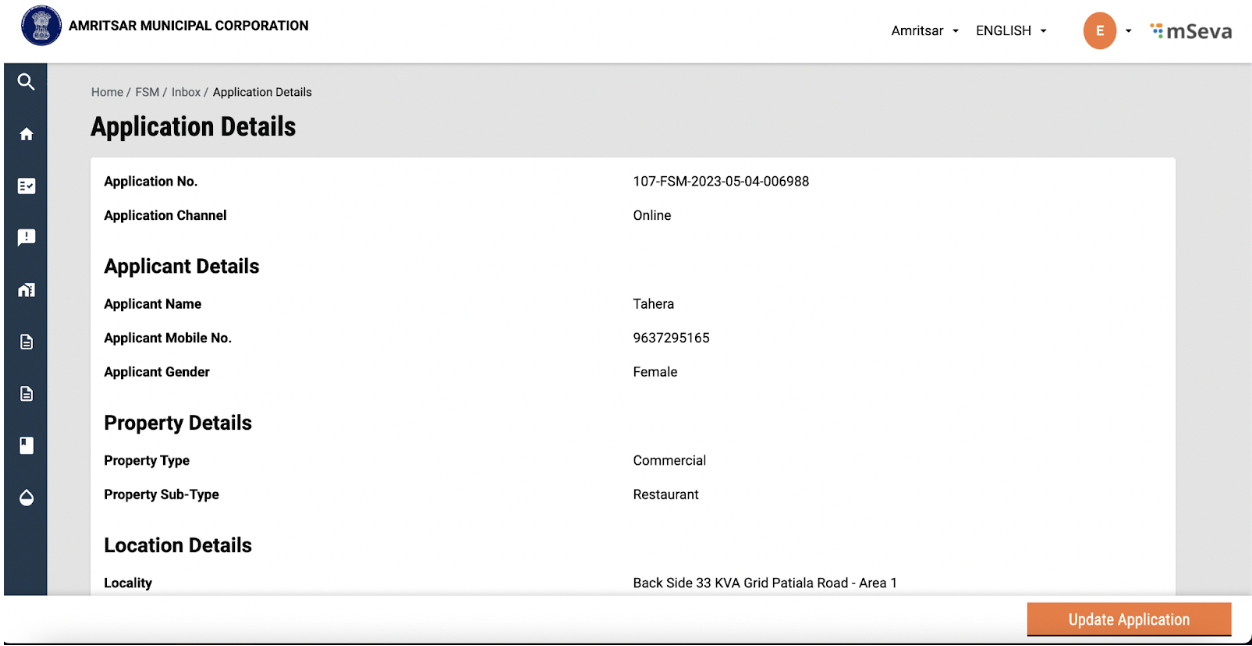 AMRITSAR MUNICIPAL CORPORATION
Amritsar ENGLISH E mSeva
Home / FSM / Inbox / Application Details
Application Details
Application No. 107-FSM-2023-05-04-006988
Application Channel Online
Applicant Details
Applicant Name Tahera
Applicant Mobile No. 9637295165
Applicant Gender Female
Property Details
Property Type Commercial
Property Sub-Type Restaurant
Location Details
Locality Back Side 33 KVA Grid Patiala Road - Area 1
Update Application